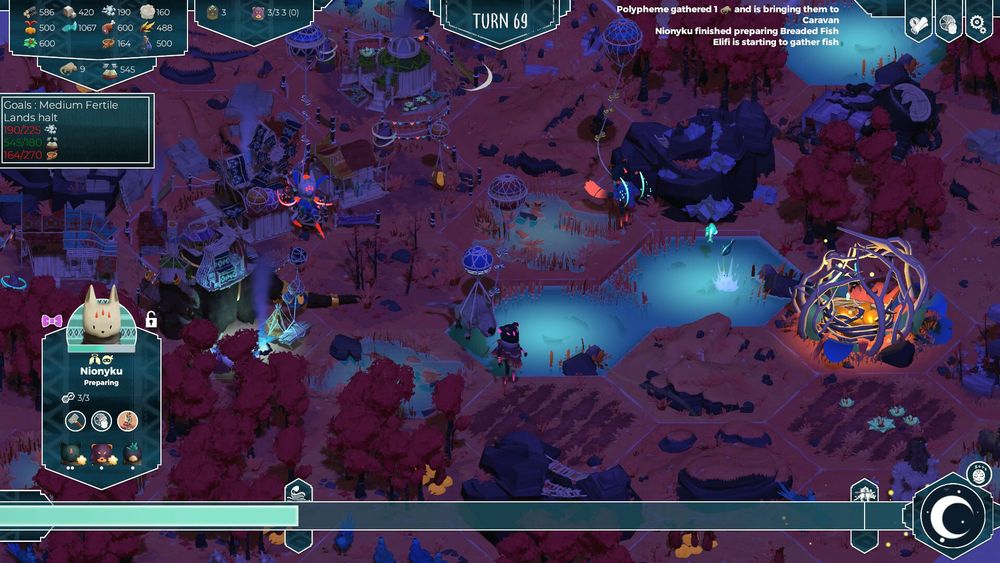 586 420 190 160
500 1067 600 488
600 164 500
3 3/3 3 (0)
9 545
TURN 69
Polypheme gathered 1 and is bringing them to
Caravan
Nionyku finished preparing Breaded Fish
Elifi is starting to gather fish
Goals : Medium Fertile
Lands halt
190/225
545/180
164/270
Nionyku
Preparing
3/3